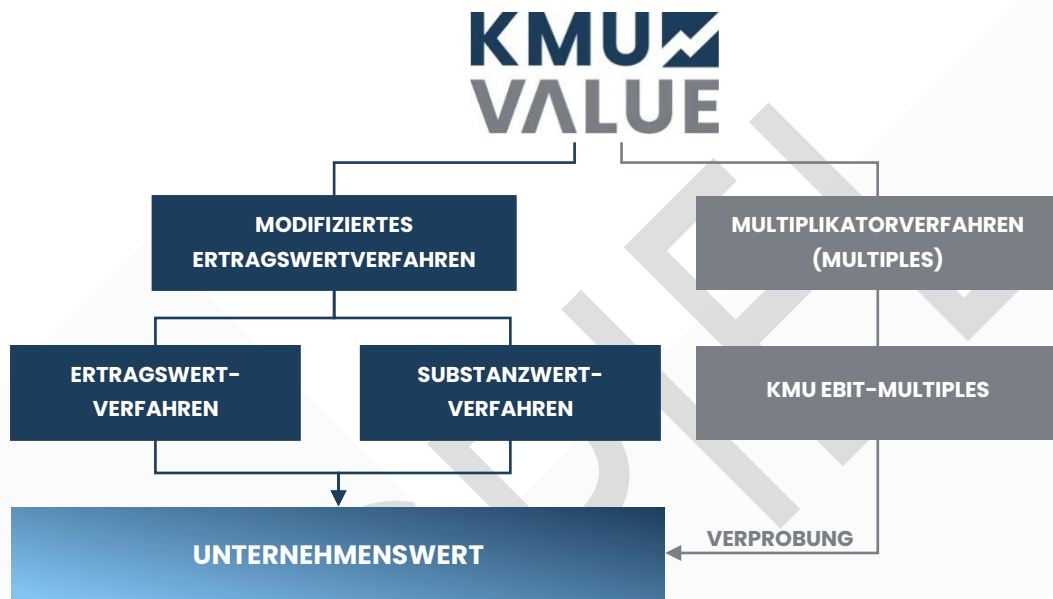 KMU
VALUE
MODIFIZIERTES
ERTRAGSWERTVERFAHREN
MULTIPLIKATORVERFAHREN
(MULTIPLES)
ERTRAGSWERT-
VERFAHREN
SUBSTANZWERT-
VERFAHREN
KMU EBIT-MULTIPLES
UNTERNEHMENSWERT
VERPROBUNG